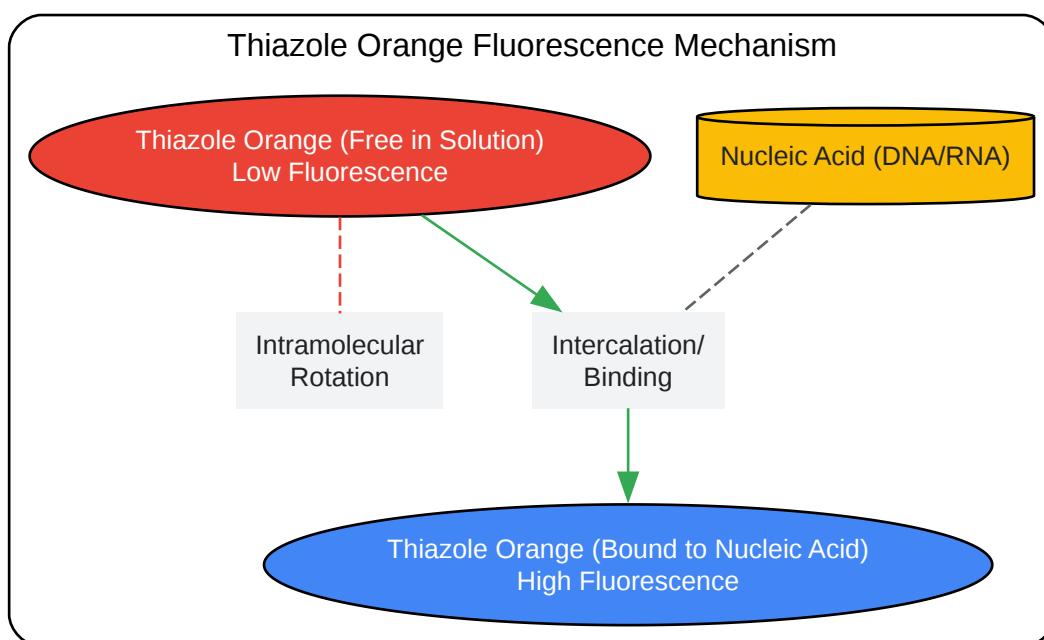 Thiazole Orange Fluorescence Mechanism
Thiazole Orange (Free in Solution)
Low Fluorescence
Nucleic Acid (DNA/RNA)
Intramolecular
Rotation
Intercalation/
Binding
Thiazole Orange (Bound to Nucleic Acid)
High Fluorescence